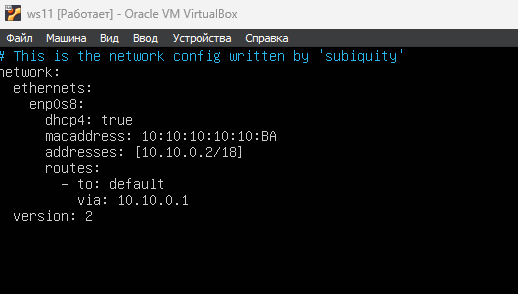 ws11 [Работает] - Oracle VM VirtualBox
Файл Машина Вид Ввод Устройства Справка
# This is the network config written by 'subiquity'
network:
  ethernets:
    enp0s8:
      dhcp4: true
      macaddress: 10:10:10:10:10:BA
      addresses: [10.10.0.2/18]
      routes:
        - to: default
          via: 10.10.0.1
  version: 2